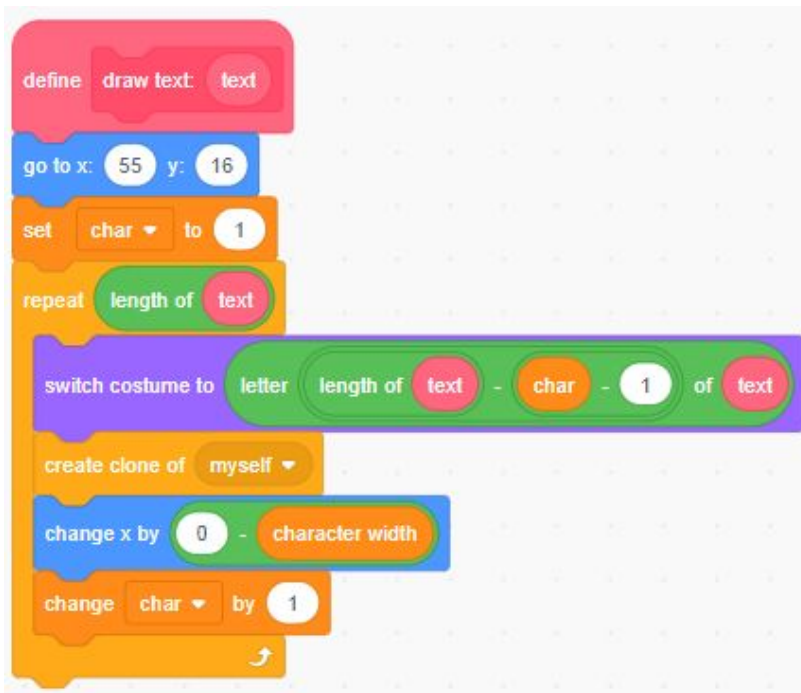 define draw text: text
go to x: 55 y: 16
set char to 1
repeat length of text
switch costume to letter length of text - char - 1 of text
create clone of myself
change x by 0 - character width
change char by 1